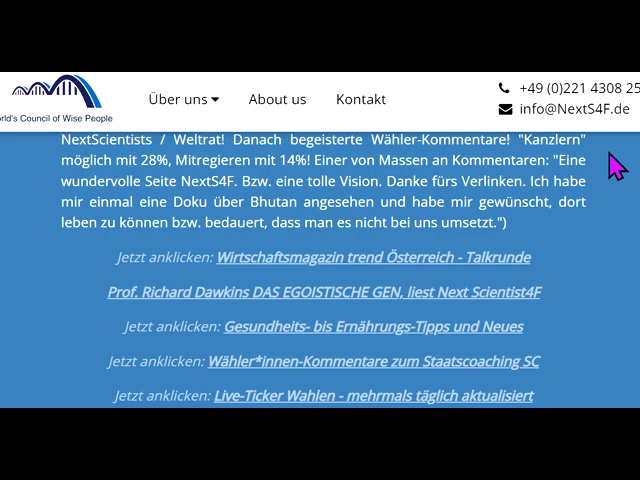 orld's Council of Wise People
Über uns
About us
Kontakt
+49 (0)221 4308 25
info@NextS4F.de
NextScientists / Weltrat! Danach begeisterte Wähler-Kommentare! "Kanzlern"
möglich mit 28%, Mitregieren mit 14%! Einer von Massen an Kommentaren: "Eine
wundervolle Seite NextS4F. Bzw. eine tolle Vision. Danke fürs Verlinken. Ich habe
mir einmal eine Doku über Bhutan angesehen und habe mir gewünscht, dort
leben zu können bzw. bedauert, dass man es nicht bei uns umsetzt.")
Jetzt anklicken: Wirtschaftsmagazin trend Österreich - Talkrunde
Prof. Richard Dawkins DAS EGOISTISCHE GEN, liest Next Scientist4F
Jetzt anklicken: Gesundheits- bis Ernährungs-Tipps und Neues
Jetzt anklicken: Wähler*innen-Kommentare zum Staatscoaching SC
Jetzt anklicken: Live-Ticker Wahlen - mehrmals täglich aktualisiert